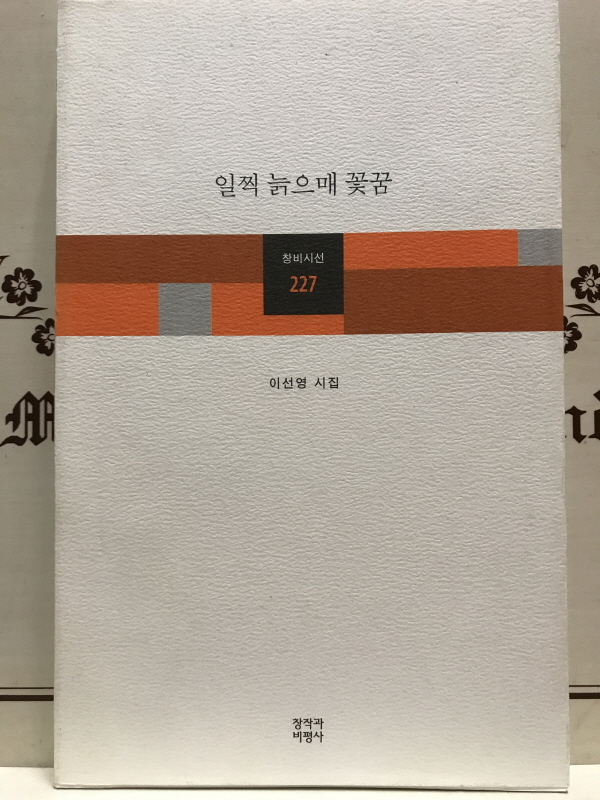 일찍 늙으매 꽃꿈
창비시선
227
이선영 시집
창작과
비평사